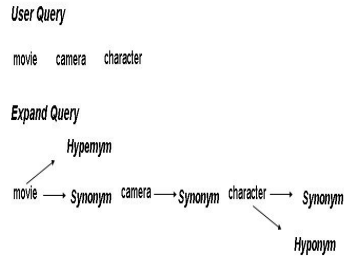 User Query
movie camera character
Expand Query
Hypernym
movie Synonym camera Synonym character Synonym
Hyponym